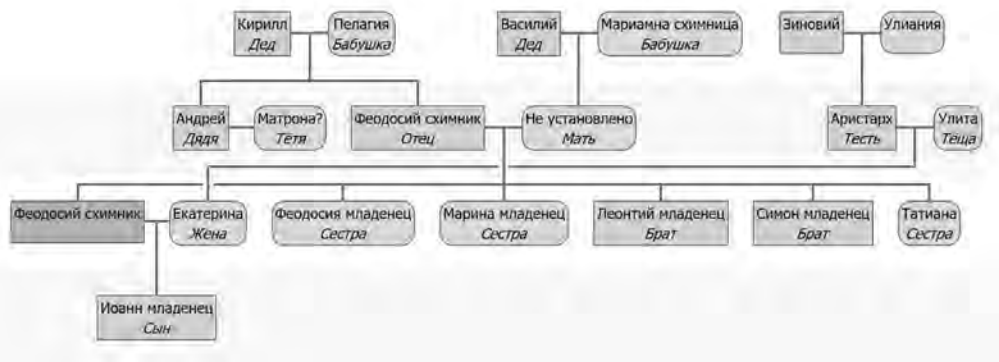 Кирилл
Дед
Пелагия
Бабушка
Василий
Дед
Мариамна схимница
Бабушка
Зиновий
Улиания
Андрей
Дядя
Матрона?
Тётя
Феодосий схимник
Отец
Не установлено
Мать
Аристарх
Тесть
Улита
Теща
Феодосий схимник
Екатерина
Жена
Феодосия младенец
Сестра
Марина младенец
Сестра
Леонтий младенец
Брат
Симон младенец
Брат
Татиана
Сестра
Иоанн младенец
Сын